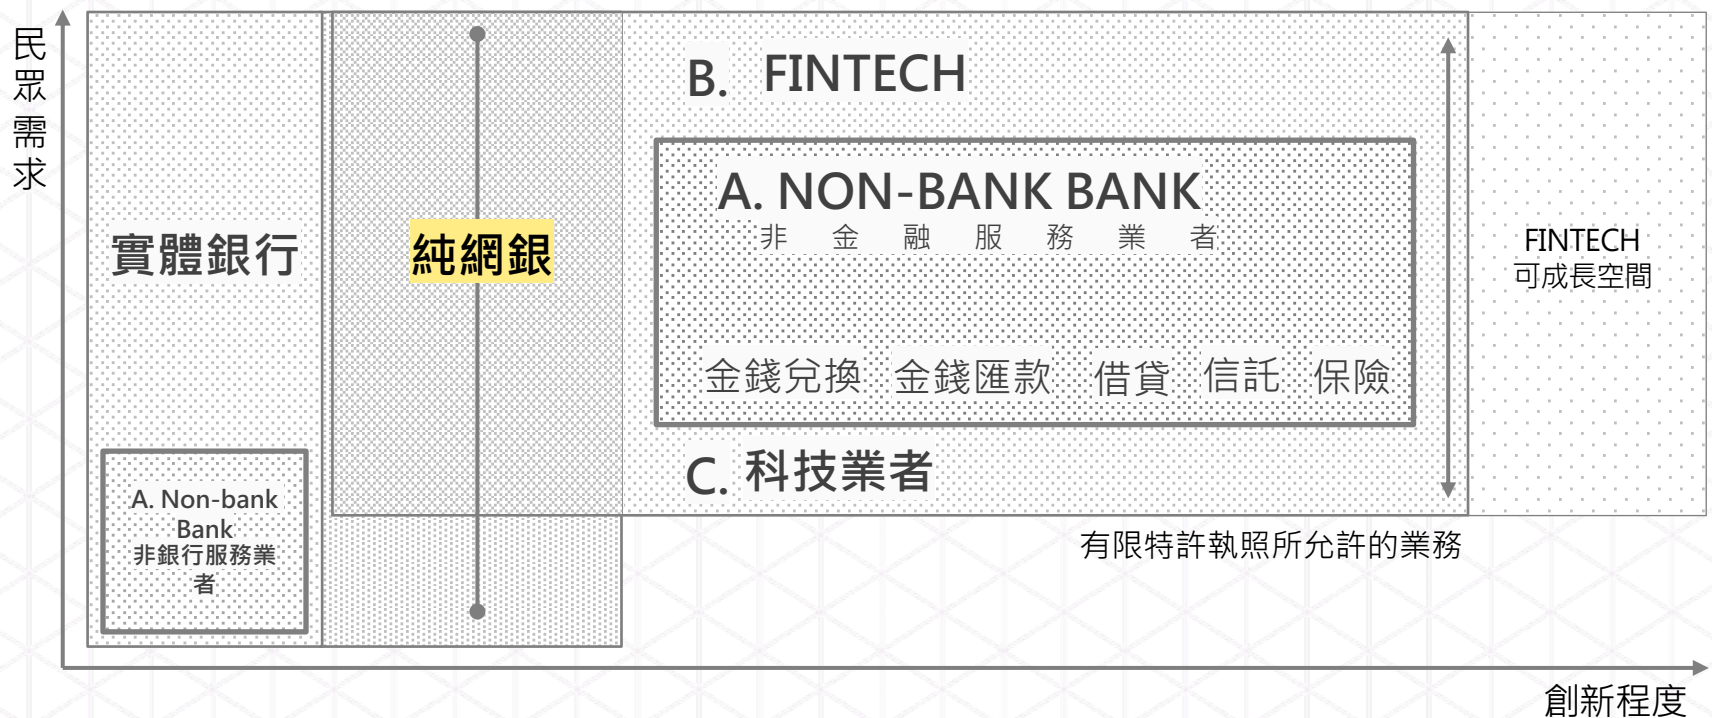 民眾需求
B. FINTECH
A. NON-BANK BANK
非金融服務業者
實體銀行
純網銀
FINTECH
可成長空間
金錢兌換 金錢匯款 借貸 信託 保險
C. 科技業者
A. Non-bank
Bank
非銀行服務業
者
有限特許執照所允許的業務
創新程度